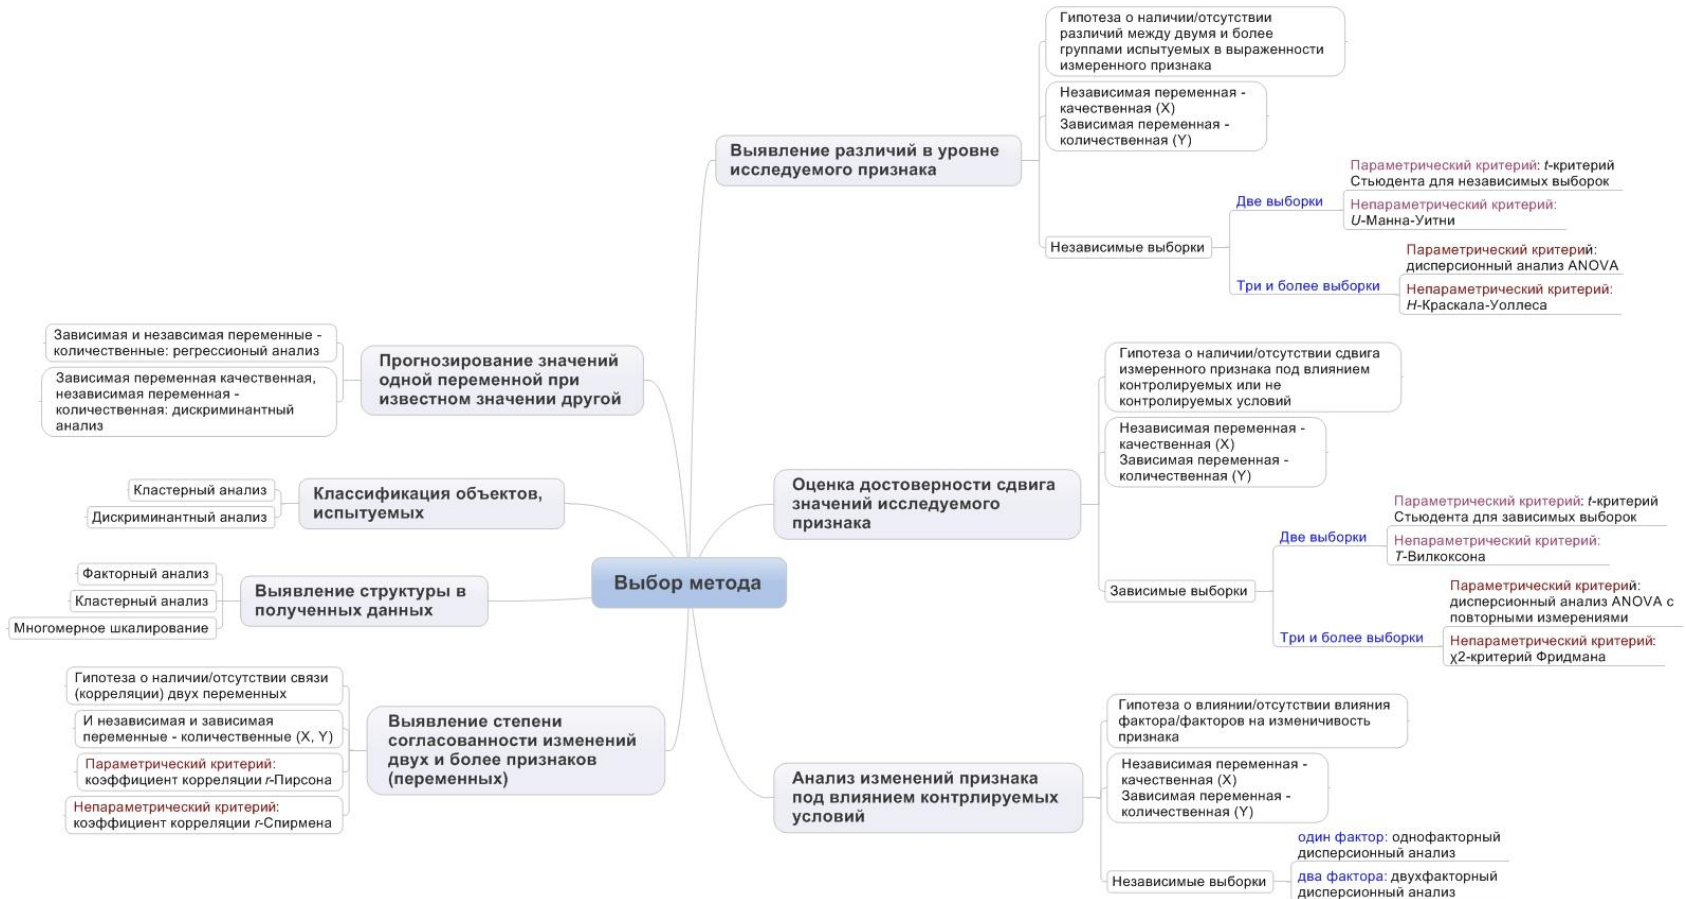 Выбор метода
Выявление различий в уровне
исследуемого признака
Гипотеза о наличии/отсутствии
различий между двумя и более
группами испытуемых в выраженности
измеренного признака
Независимая переменная -
качественная (X)
Зависимая переменная -
количественная (Y)
Независимые выборки
Две выборки
Параметрический критерий: t-критерий
Стьюдента для независимых выборок
Непараметрический критерий:
U-Манна-Уитни
Три и более выборки
Параметрический критерий:
дисперсионный анализ ANOVA
Непараметрический критерий:
H-Краскала-Уоллеса
Оценка достоверности сдвига
значений исследуемого
признака
Гипотеза о наличии/отсутствии сдвига
измеренного признака под влиянием
контролируемых или не
контролируемых условий
Независимая переменная -
качественная (X)
Зависимая переменная -
количественная (Y)
Зависимые выборки
Две выборки
Параметрический критерий: t-критерий
Стьюдента для зависимых выборок
Непараметрический критерий:
T-Вилкоксона
Три и более выборки
Параметрический критерий:
дисперсионный анализ ANOVA с
повторными измерениями
Непараметрический критерий:
χ2-критерий Фридмана
Анализ изменений признака
под влиянием контрлируемых
условий
Гипотеза о влиянии/отсутствии влияния
фактора/факторов на изменичивость
признака
Независимая переменная -
качественная (X)
Зависимая переменная -
количественная (Y)
Независимые выборки
один фактор: однофакторный
дисперсионный анализ
два фактора: двухфакторный
дисперсионный анализ
Прогнозирование значений
одной переменной при
известном значении другой
Зависимая и незавсимая переменные -
количественные: регрессионый анализ
Зависимая переменная качественная,
независимая переменная -
количественная: дискриминантный
анализ
Классификация объектов,
испытуемых
Кластерный анализ
Дискриминантный анализ
Выявление структуры в
полученных данных
Факторный анализ
Кластерный анализ
Многомерное шкалирование
Выявление степени
согласованности изменений
двух и более признаков
(переменных)
Гипотеза о наличии/отсутствии связи
(корреляции) двух переменных
И независимая и зависимая
переменные - количественные (X, Y)
Параметрический критерий:
коэффициент корреляции r-Пирсона
Непараметрический критерий:
коэффициент корреляции r-Спирмена